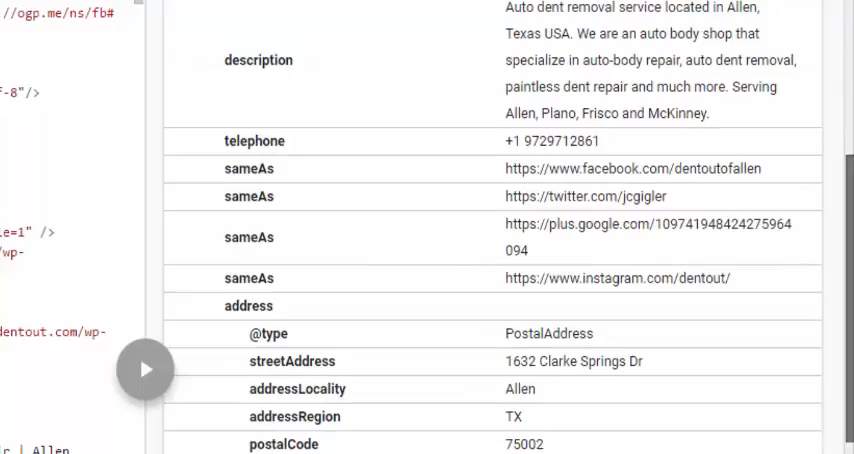 ://ogp.me/ns/fb#
f-8"/>
le=1" />
/wp-
dentout.com/wp-
ir | Allen
Auto dent removal service located in Allen,
Texas USA. We are an auto body shop that
description
specialize in auto-body repair, auto dent removal,
paintless dent repair and much more. Serving
Allen, Plano, Frisco and McKinney.
telephone +1 9729712861
sameAs https://www.facebook.com/dentoutofallen
sameAs https://twitter.com/jcgigler
sameAs https://plus.google.com/109741948424275964
094
sameAs https://www.instagram.com/dentout/
address
@type PostalAddress
streetAddress 1632 Clarke Springs Dr
addressLocality Allen
addressRegion TX
postalCode 75002